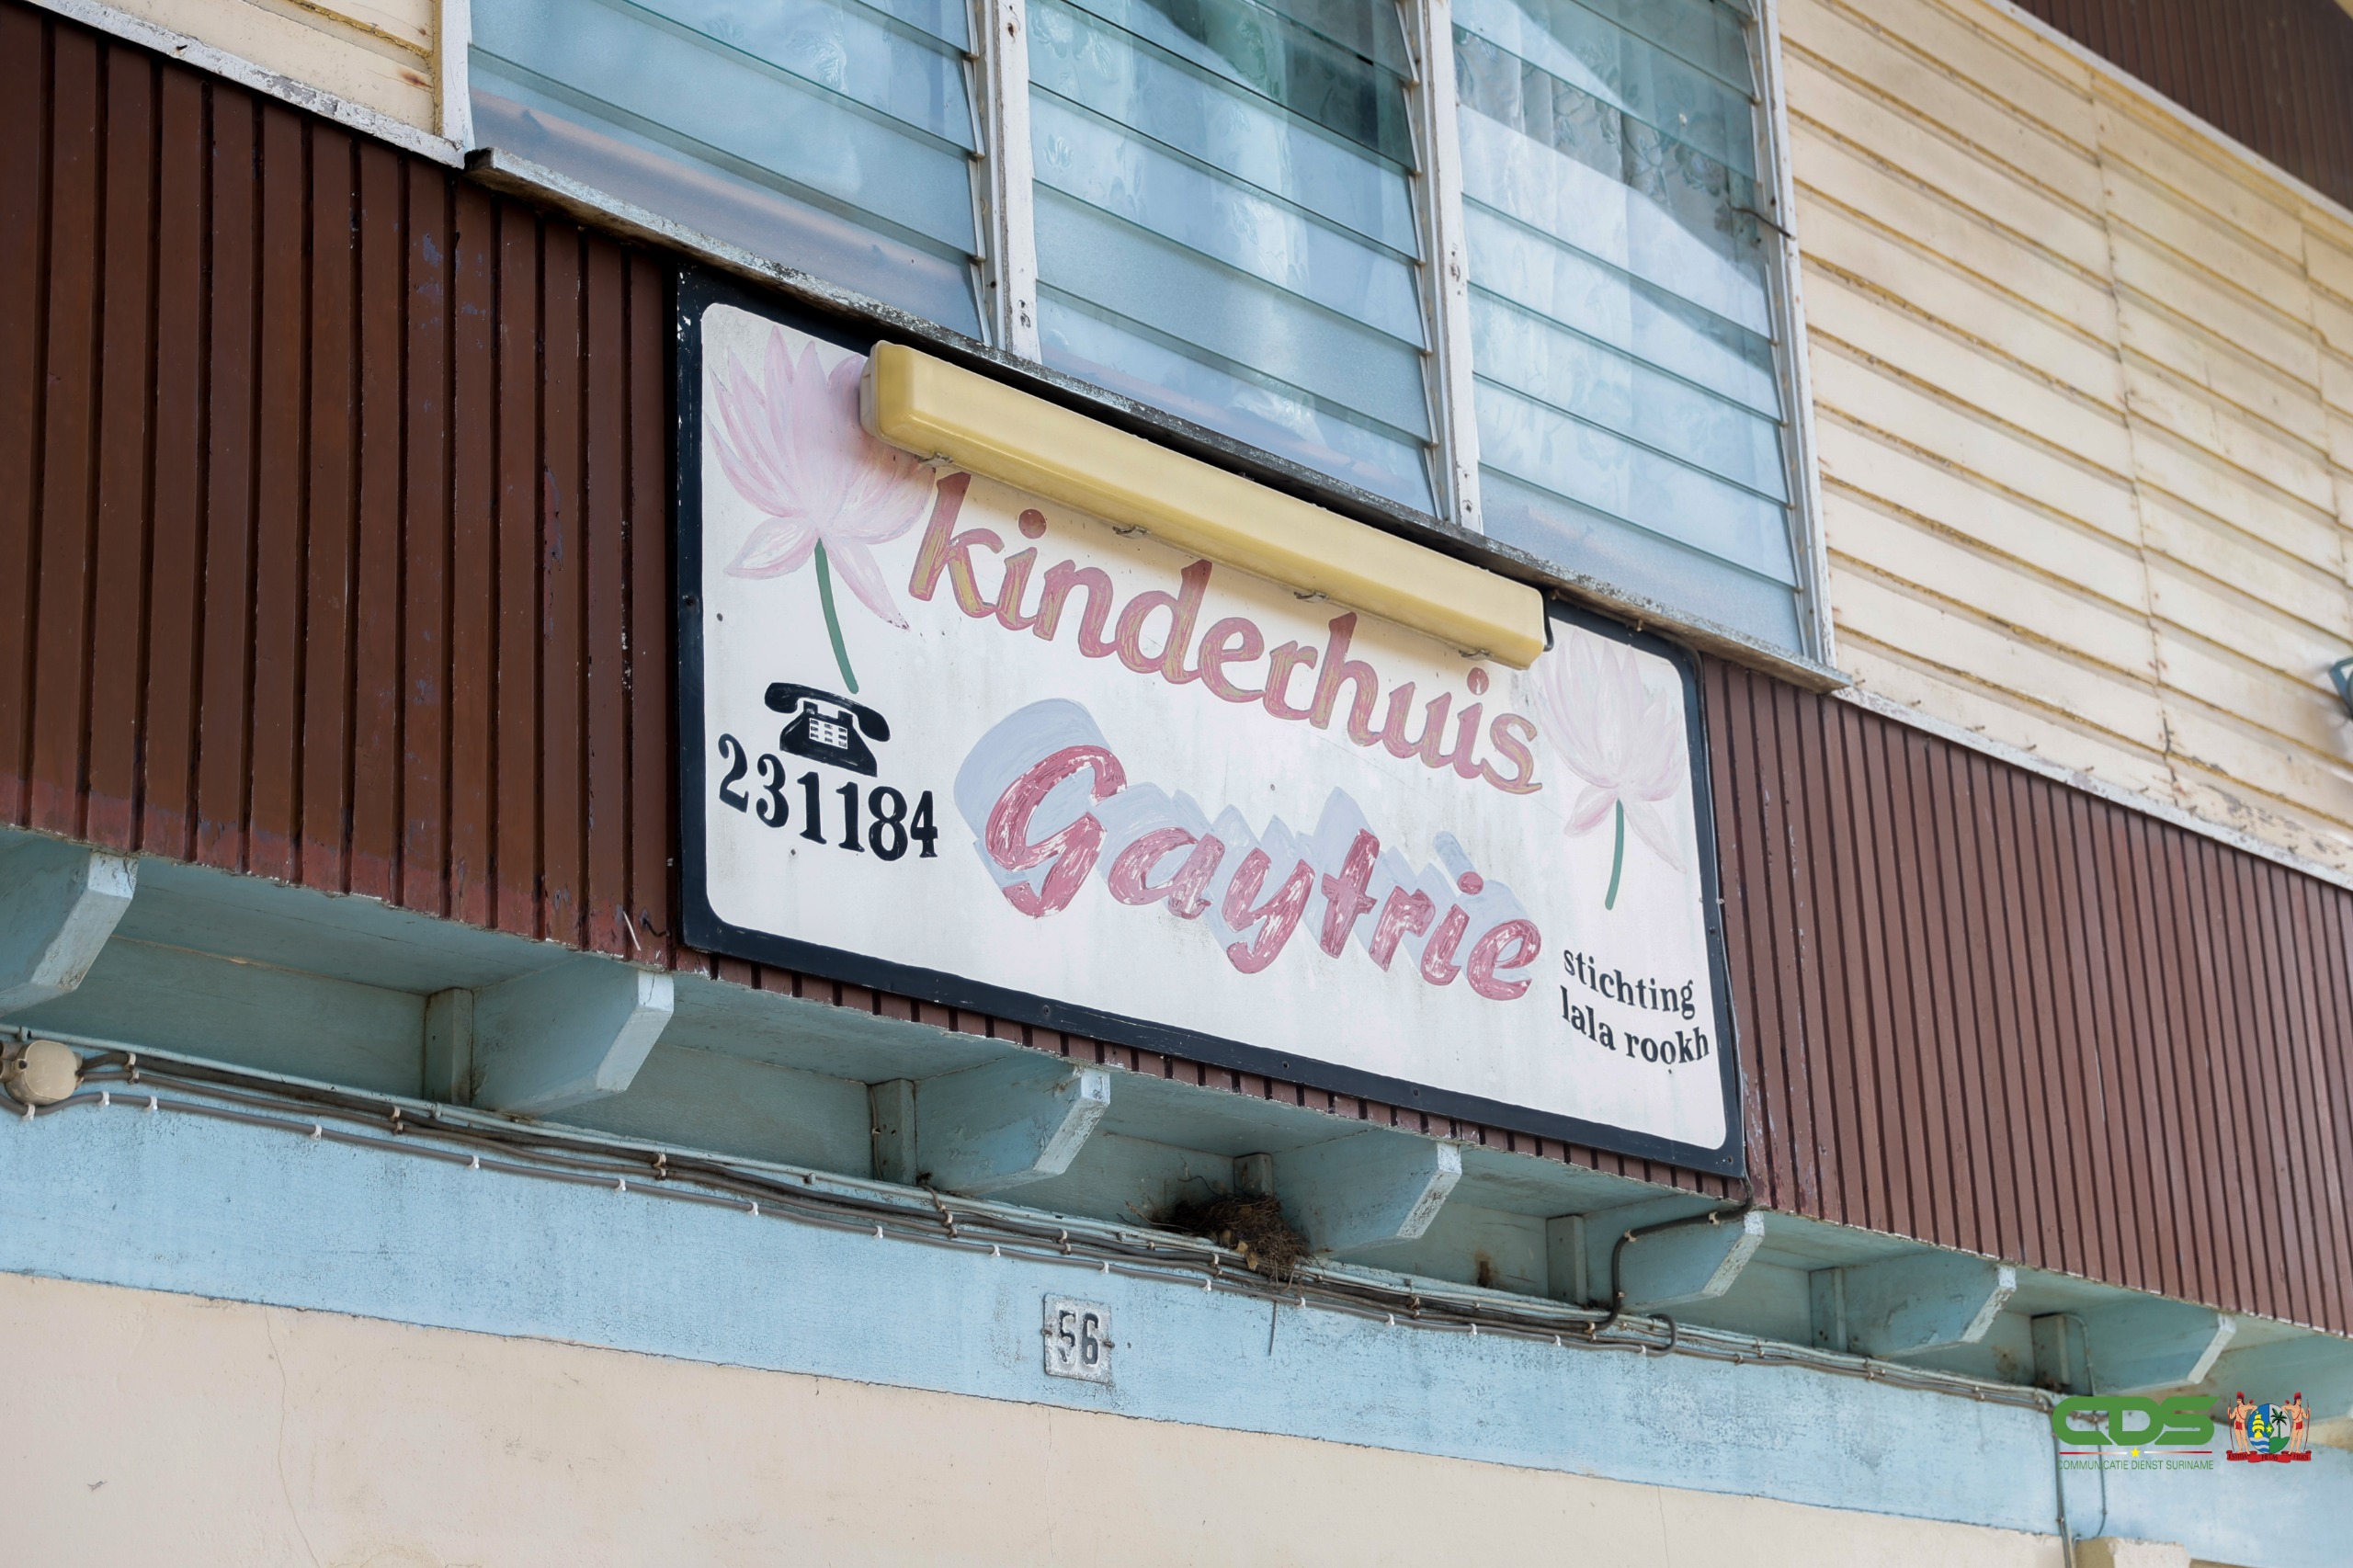 kinderhuis
Gaytrie
231184
stichting
lala rookh
56
CDS
COMMUNICATIE DIENST SURINAME